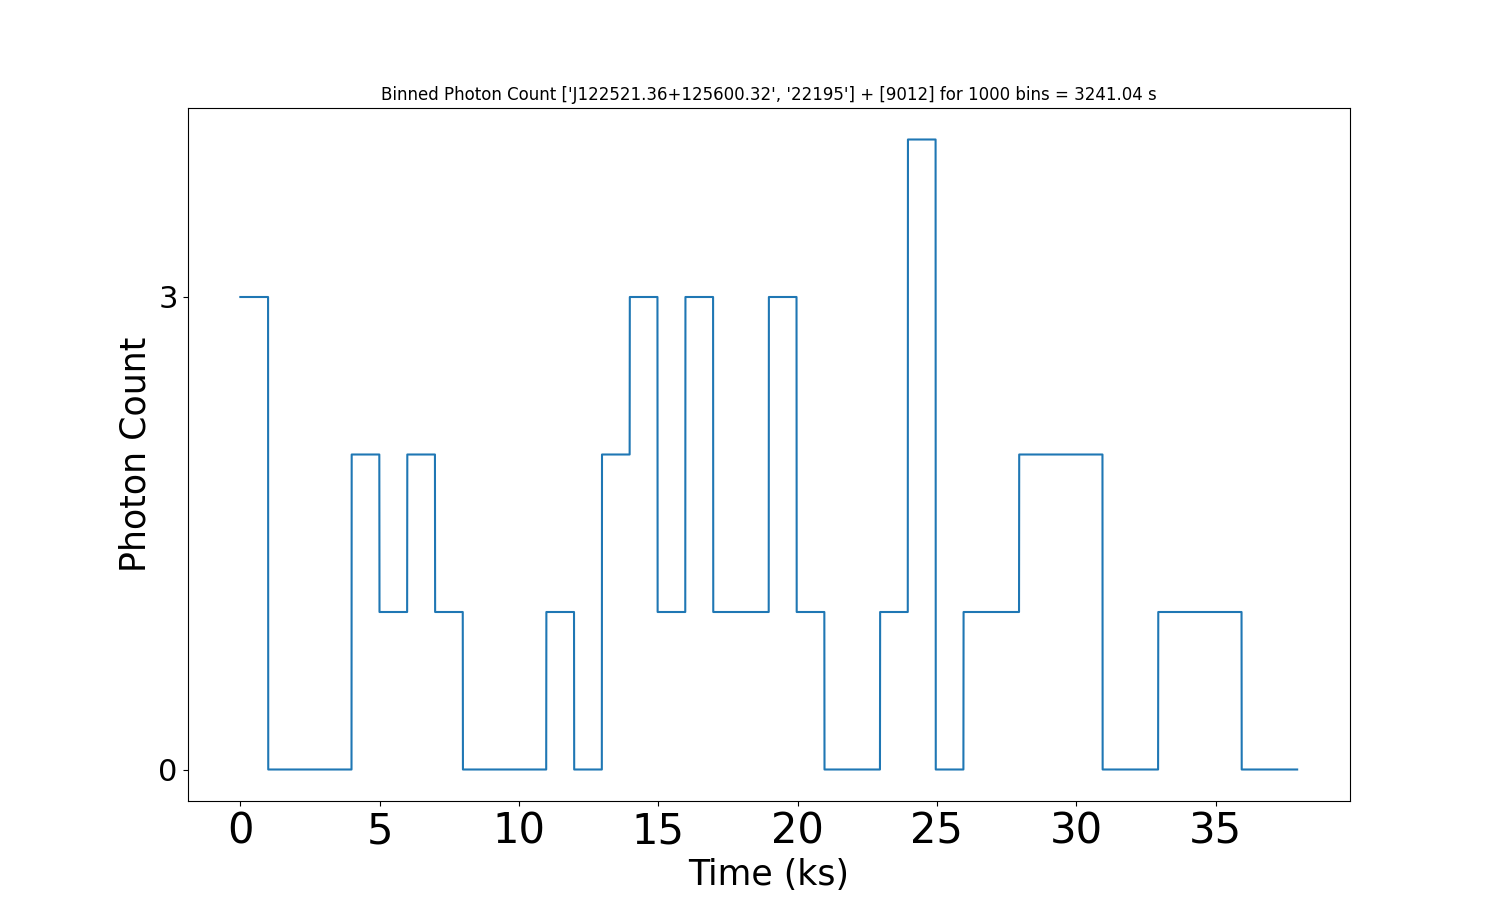 Binned Photon Count ['J122521.36+125600.32', '22195'] + [9012] for 1000 bins = 3241.04 s
Photon Count
3
0
0 5 10 15 20 25 30 35
Time (ks)